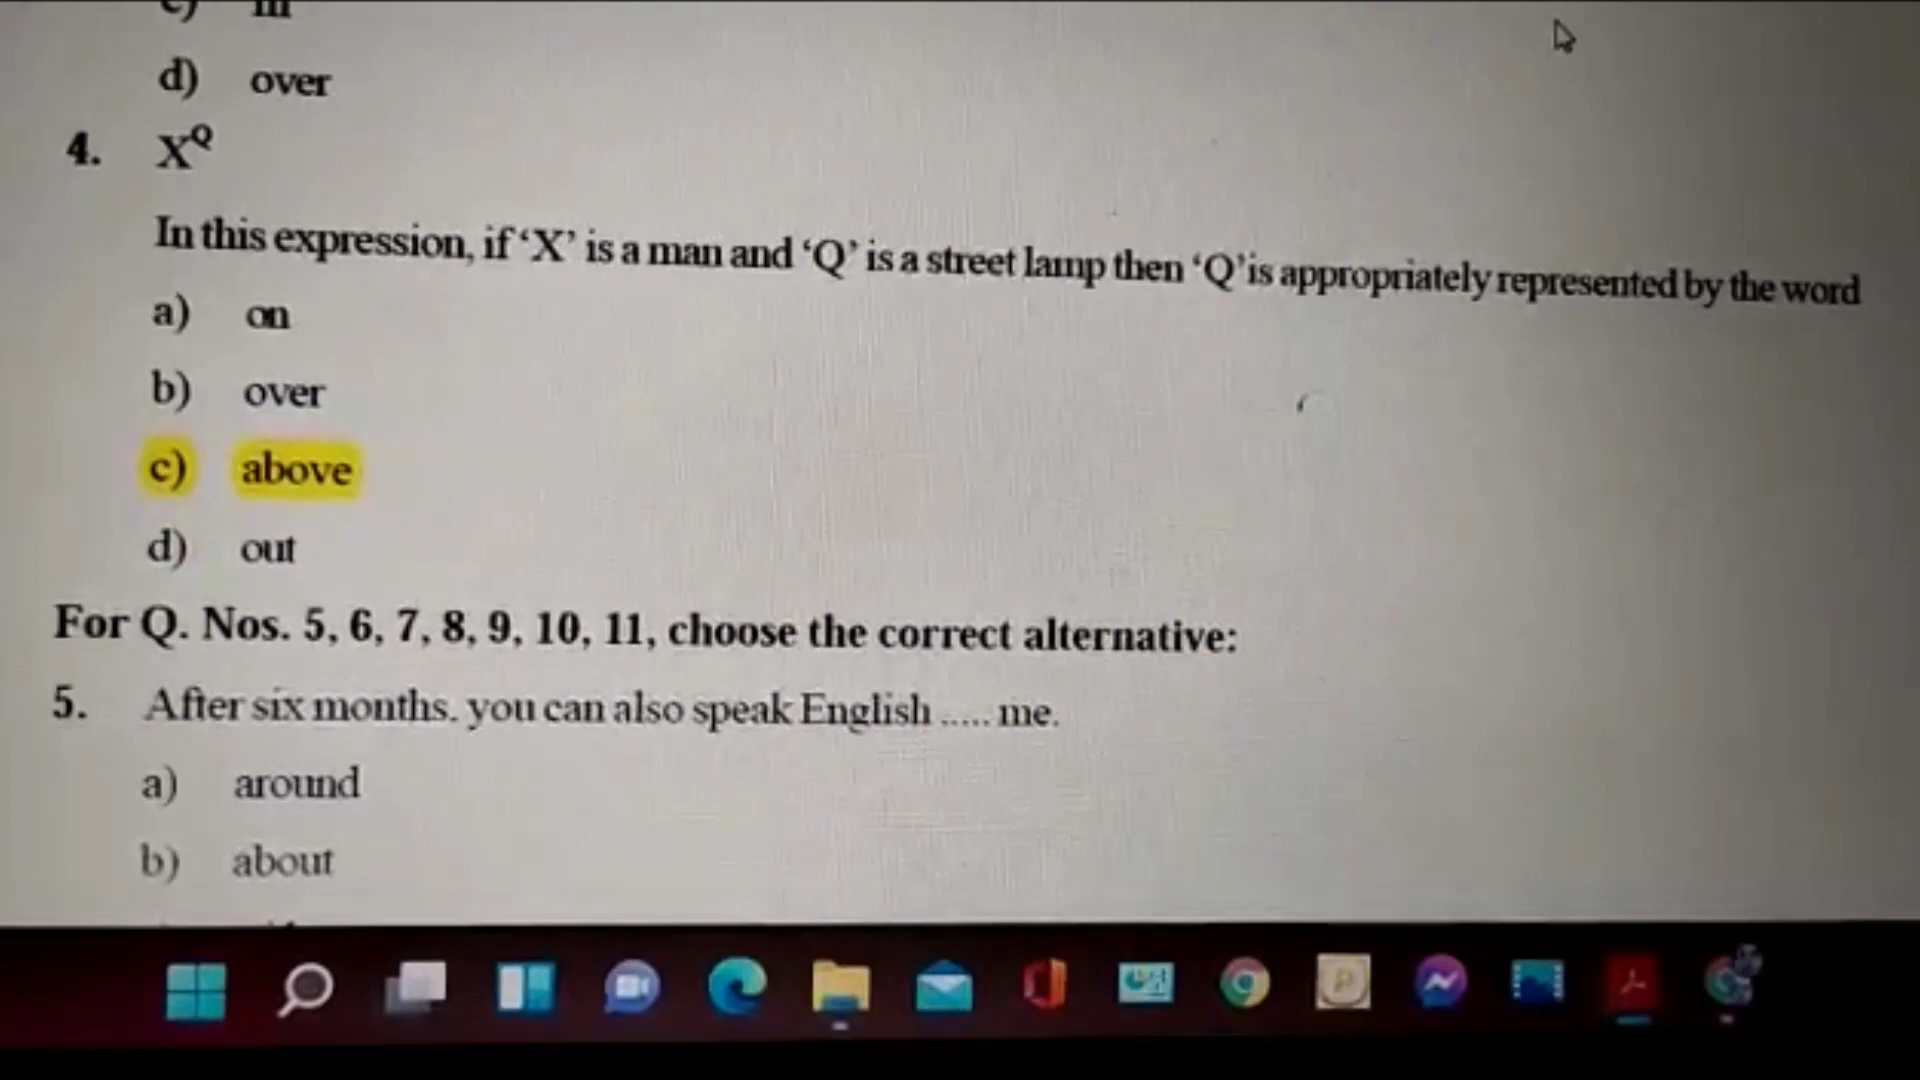 d) over
4. X^Q
In this expression, if ‘X’ is a man and ‘Q’ is a street lamp then ‘Q’is appropriately represented by the word
a) on
b) over
c) above
d) out
For Q. Nos. 5, 6, 7, 8, 9, 10, 11, choose the correct alternative:
5. After six months, you can also speak English ..... me.
a) around
b) about